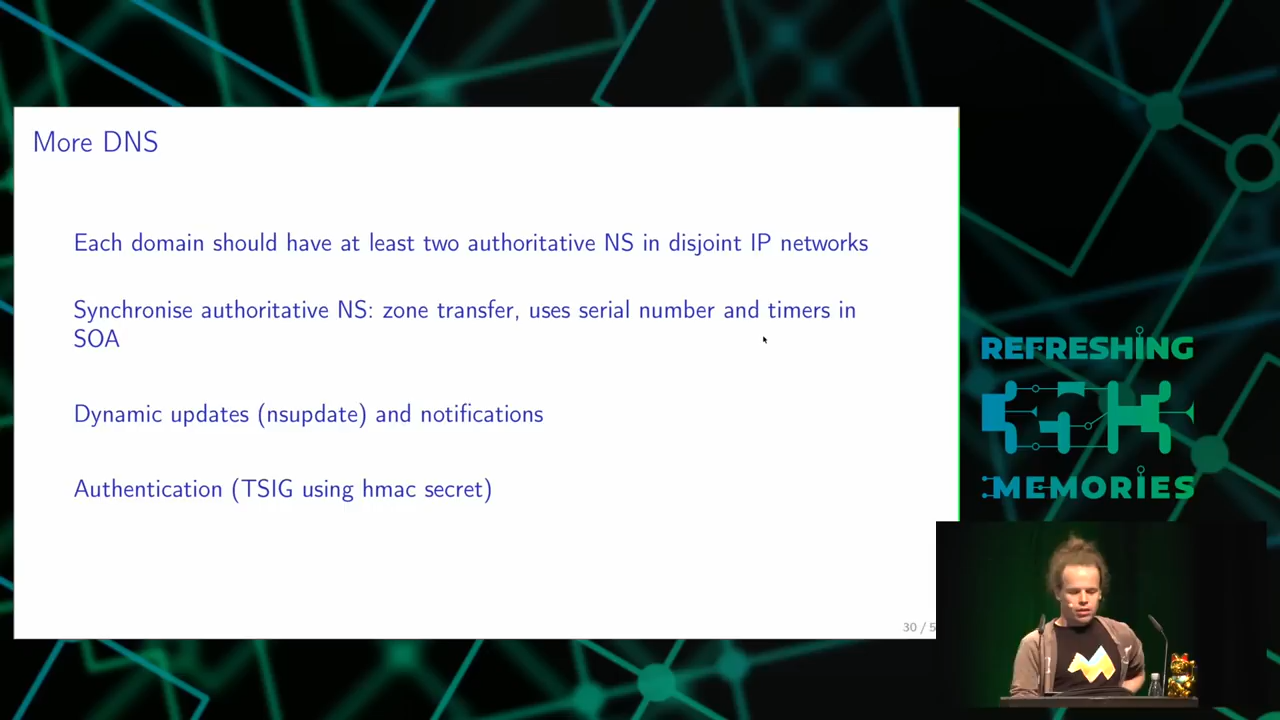 More DNS
Each domain should have at least two authoritative NS in disjoint IP networks
Synchronise authoritative NS: zone transfer, uses serial number and timers in
SOA
Dynamic updates (nsupdate) and notifications
Authentication (TSIG using hmac secret)
30 / 5
REFRESHING
MEMORIES